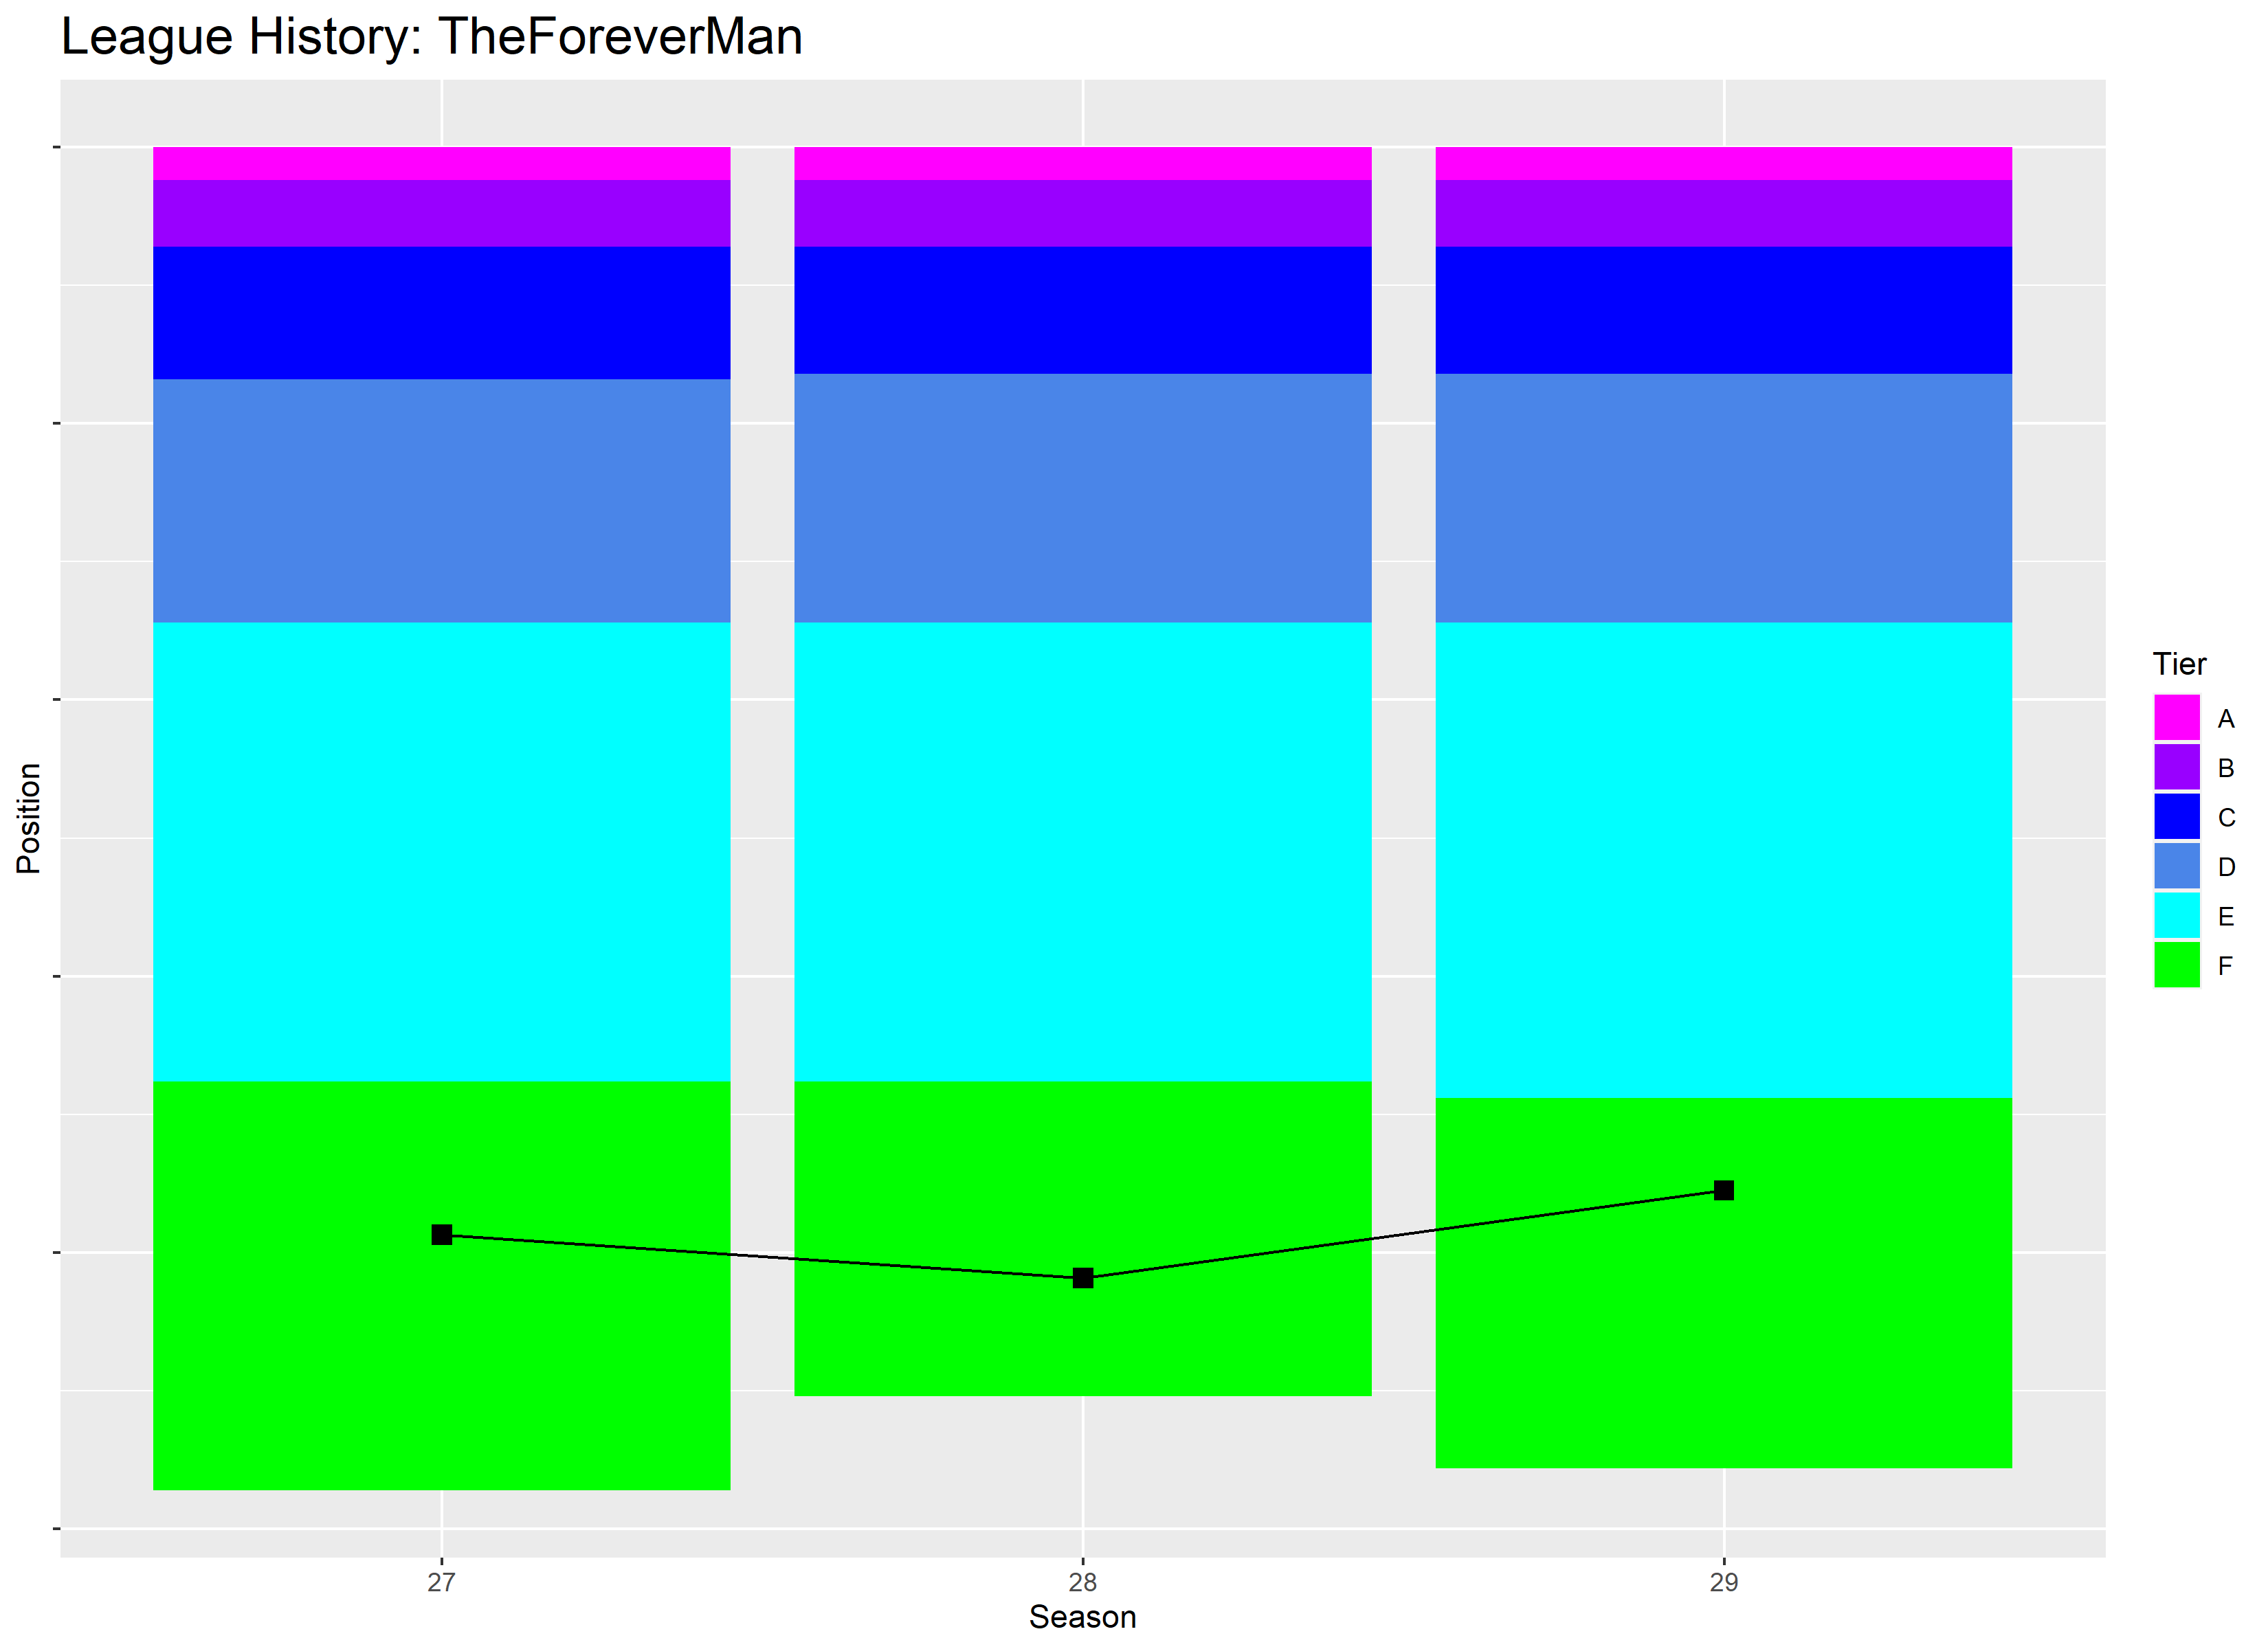 League History: TheForeverMan
Position
27
28
29
Season
Tier
A
B
C
D
E
F